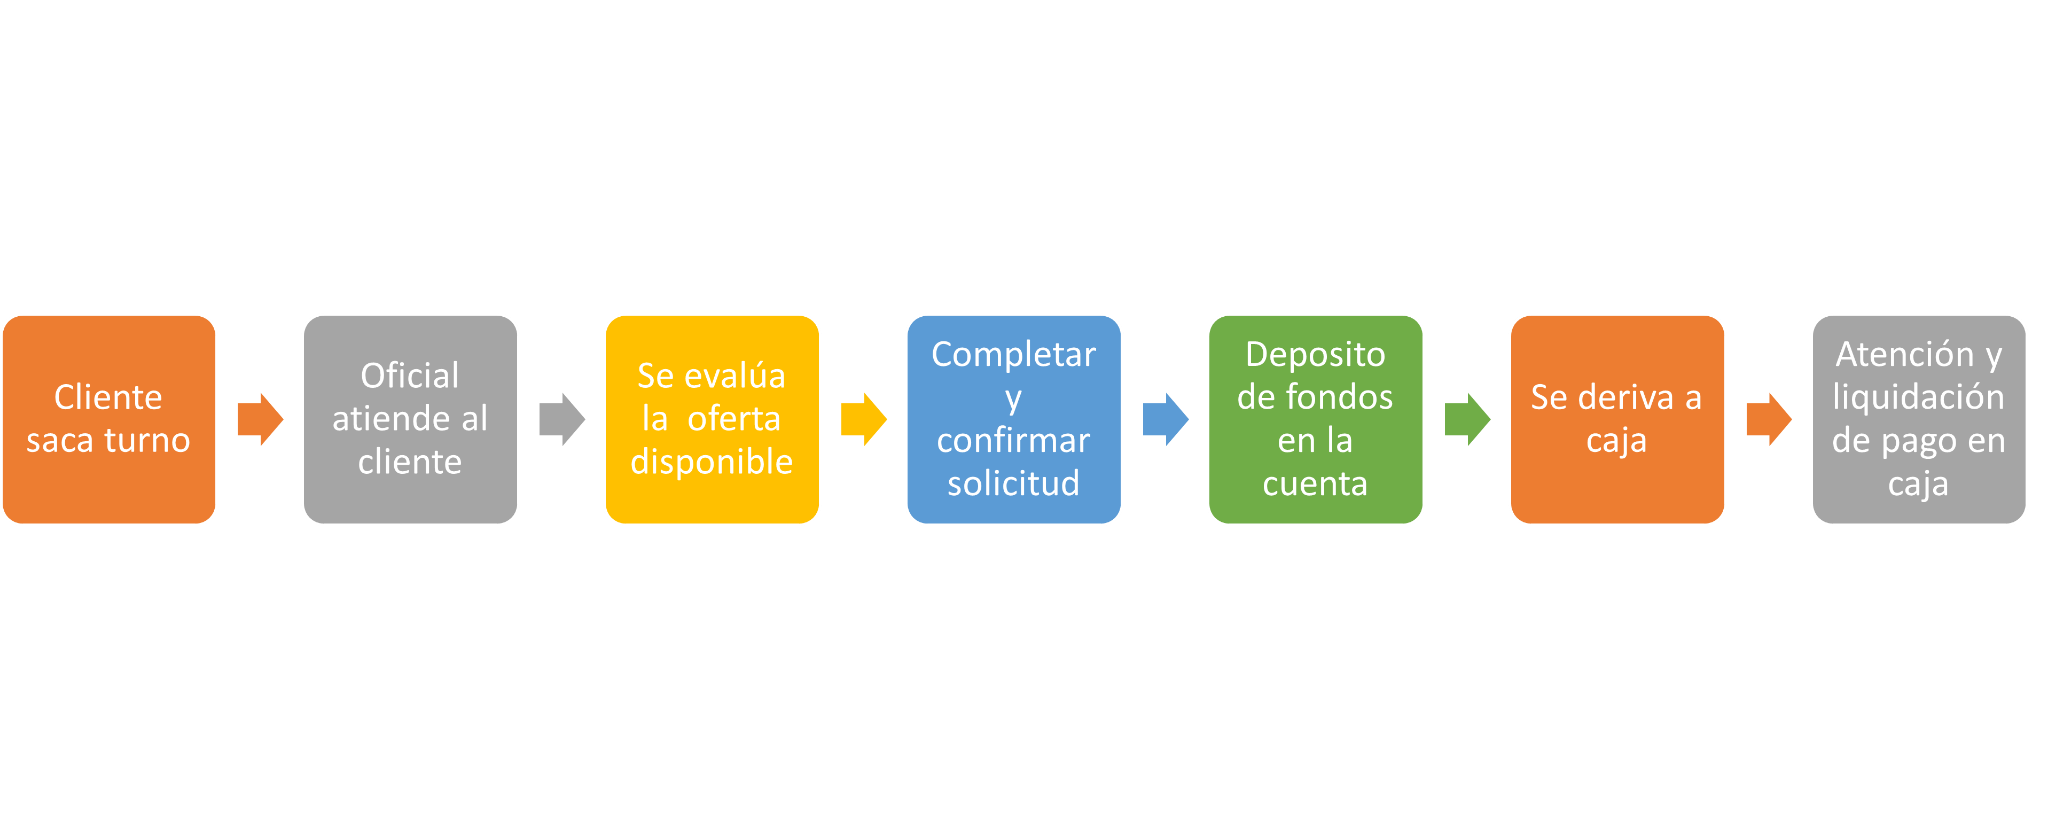 Cliente
saca turno
Oficial
atiende al
cliente
Se evalúa
la  oferta
disponible
Completar
y
confirmar
solicitud
Deposito
de fondos
en la
cuenta
Se deriva a
caja
Atención y
liquidación
de pago en
caja